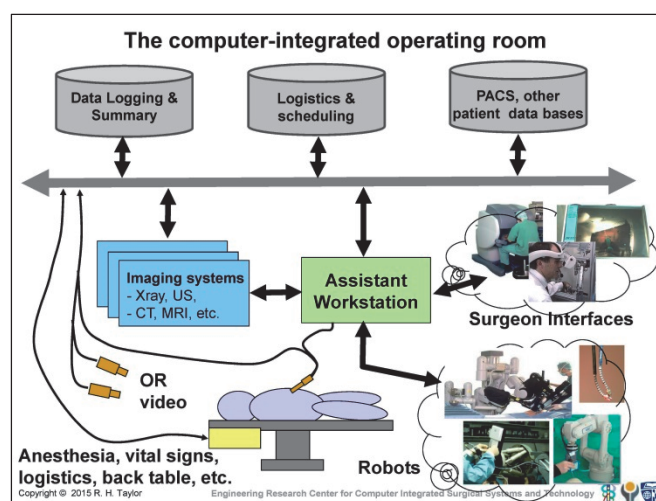 The computer-integrated operating room
Data Logging &
Summary
Logistics &
scheduling
PACS, other
patient data bases
Imaging systems
- Xray, US,
- CT, MRI, etc.
Assistant
Workstation
Surgeon Interfaces
OR
video
Anesthesia, vital signs,
logistics, back table, etc.
Robots
Copyright © 2015 R. H. Taylor
Engineering Research Center for Computer Integrated Surgical Systems and Technology